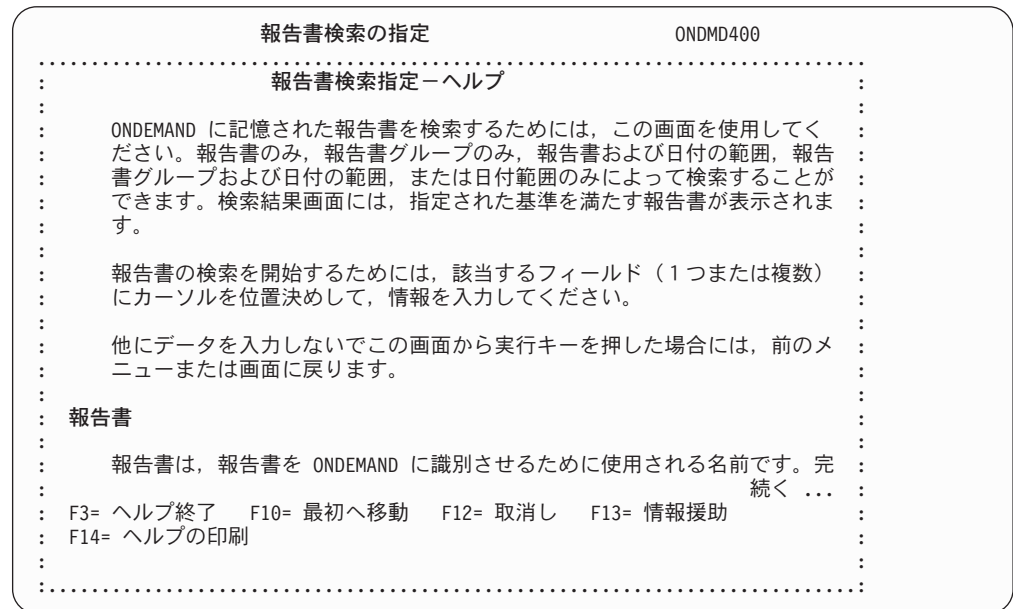 報告書検索の指定 ONDMD400
報告書検索指定－ヘルプ
ONDEMAND に記憶された報告書を検索するためには，この画面を使用してく
ださい。報告書のみ，報告書グループのみ，報告書および日付の範囲，報告
書グループおよび日付の範囲，または日付範囲のみによって検索することが
できます。検索結果画面には，指定された基準を満たす報告書が表示されま
す。
報告書の検索を開始するためには，該当するフィールド（１つまたは複数）
にカーソルを位置決めして，情報を入力してください。
他にデータを入力しないでこの画面から実行キーを押した場合には，前のメ
ニューまたは画面に戻ります。
報告書
報告書は，報告書を ONDEMAND に識別させるために使用される名前です。完
続く ...
F3= ヘルプ終了 F10= 最初へ移動 F12= 取消し F13= 情報援助
F14= ヘルプの印刷